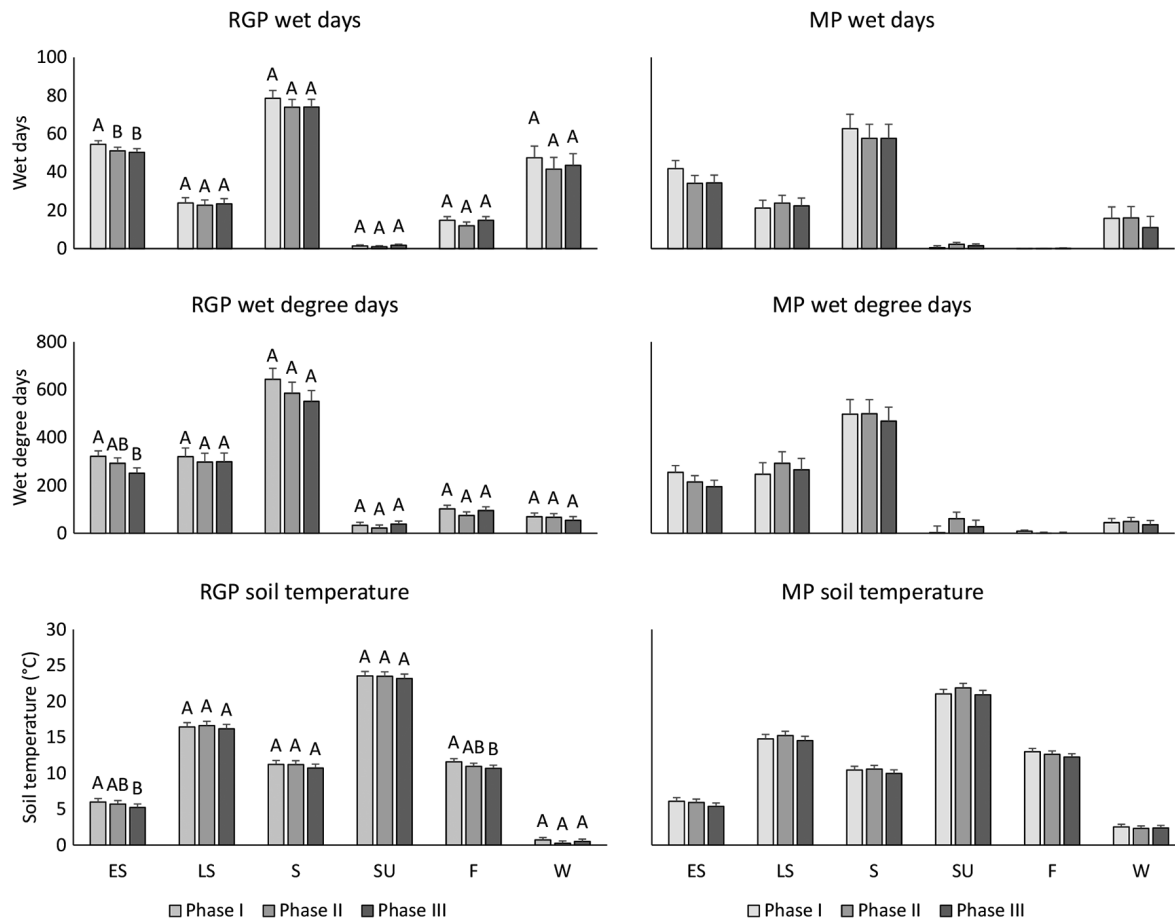 RGP wet days
MP wet days
100
80
60
40
20
0
Wet days
A B B
A A A
A A A
A A A
A A A
A A A
RGP wet degree days
MP wet degree days
800
600
400
200
0
Wet degree days
A AB B
A A A
A A A
A A A
A A A
A A A
RGP soil temperature
MP soil temperature
30
25
20
15
10
5
0
Soil temperature (°C)
A AB B
A A A
A A A
A A A
A AB B
A A A
ES LS S SU F W
ES LS S SU F W
Phase I Phase II Phase III
Phase I Phase II Phase III